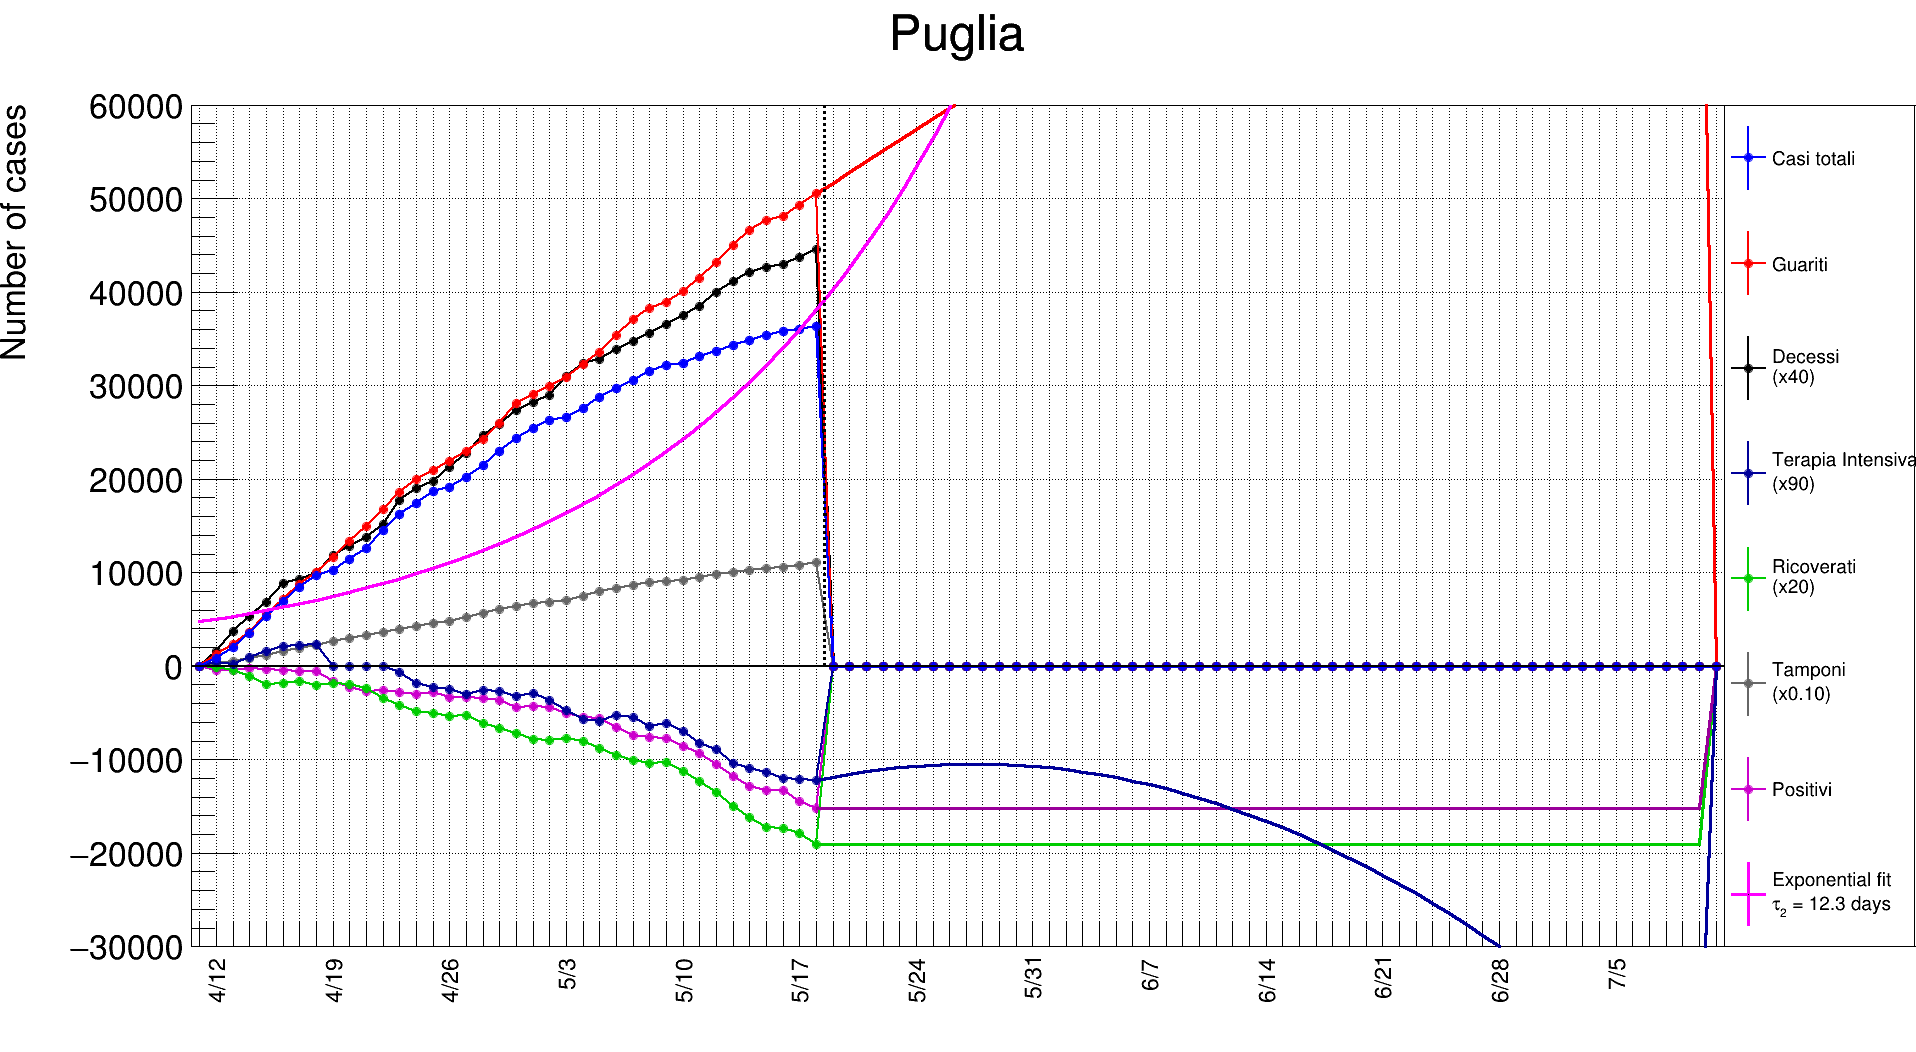 Puglia
Number of cases
60000
50000
40000
30000
20000
10000
0
−10000
−20000
−30000
4/12
4/19
4/26
5/3
5/10
5/17
5/24
5/31
6/7
6/14
6/21
6/28
7/5
Casi totali
Guariti
Decessi
(x40)
Terapia Intensiva
(x90)
Ricoverati
(x20)
Tamponi
(x0.10)
Positivi
Exponential fit
τ2 = 12.3 days